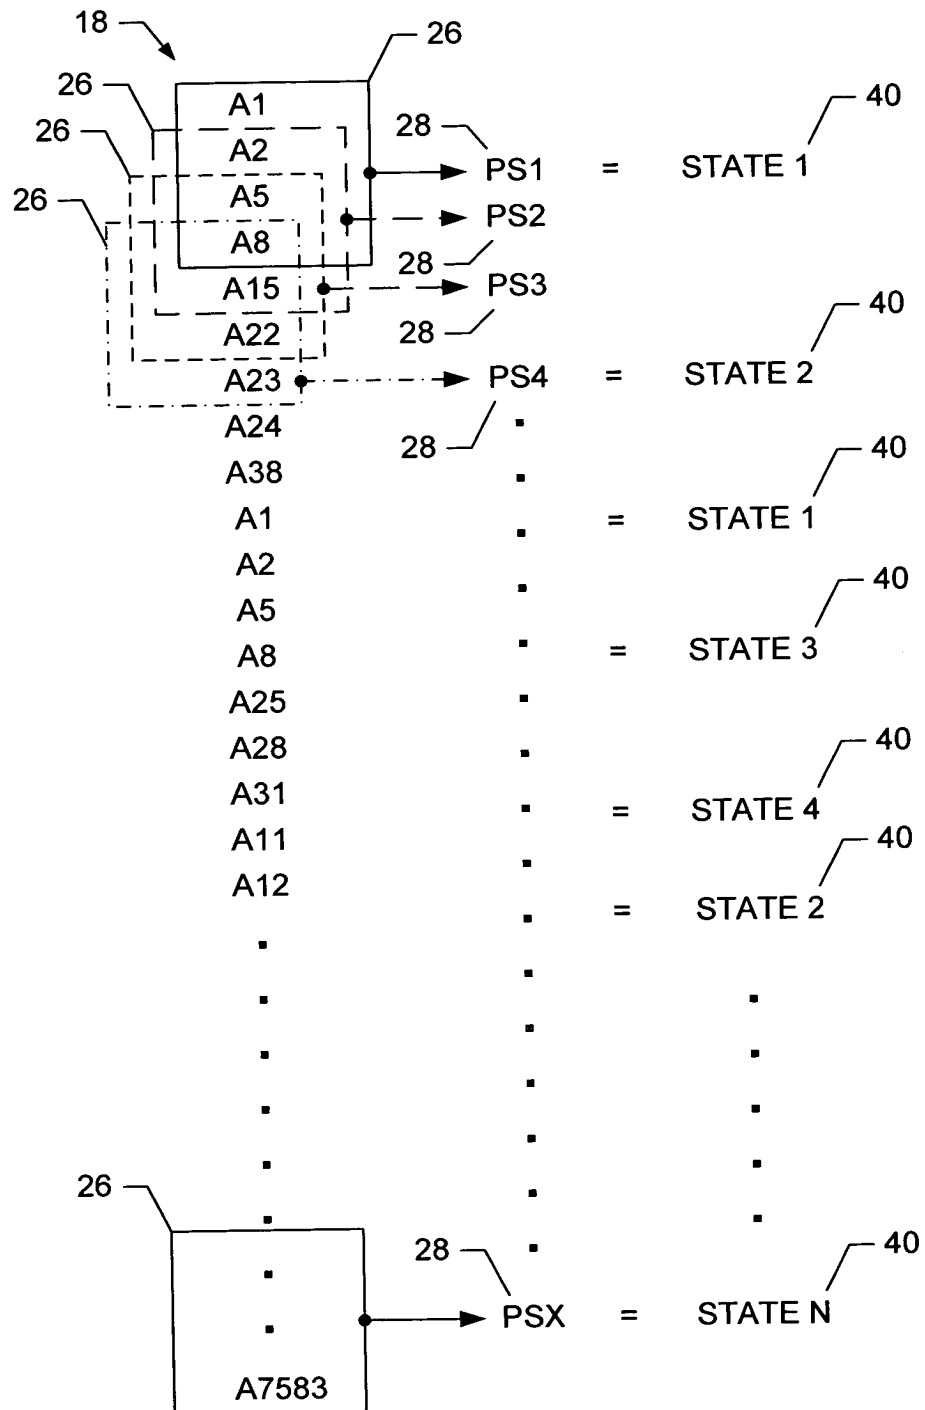 18
26
26
A1
40
26
A2
28
PS1 = STATE 1
26
A5
PS2
A8
28
A15
PS3
40
A22
28
A23
PS4 = STATE 2
A24
28
40
A38
A1
= STATE 1
A2
40
A5
A8
= STATE 3
A25
A28
40
A31
= STATE 4
A11
40
A12
= STATE 2
26
28
40
PSX = STATE N
A7583